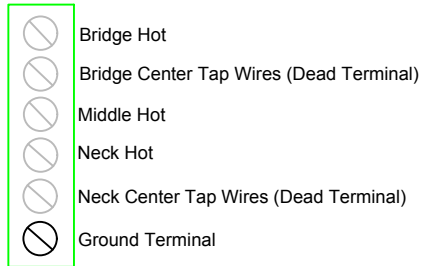 Bridge Hot
Bridge Center Tap Wires (Dead Terminal)
Middle Hot
Neck Hot
Neck Center Tap Wires (Dead Terminal)
Ground Terminal